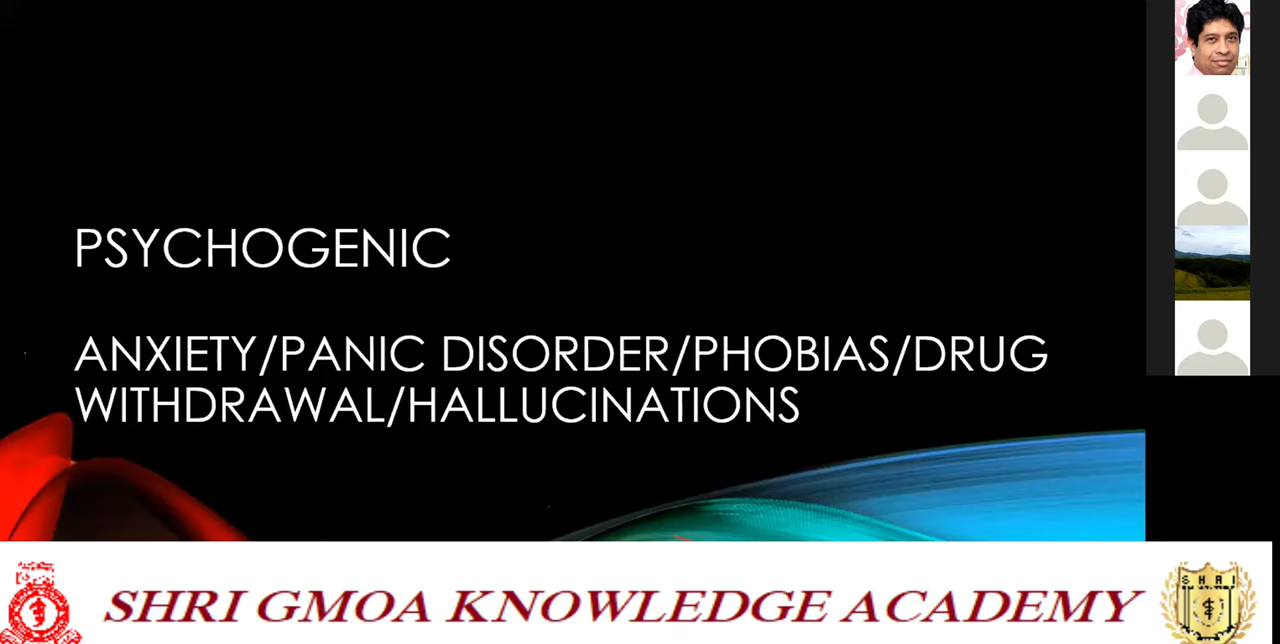 PSYCHOGENIC
ANXIETY/PANIC DISORDER/PHOBIAS/DRUG
WITHDRAWAL/HALLUCINATIONS
SHRI GMOA KNOWLEDGE ACADEMY